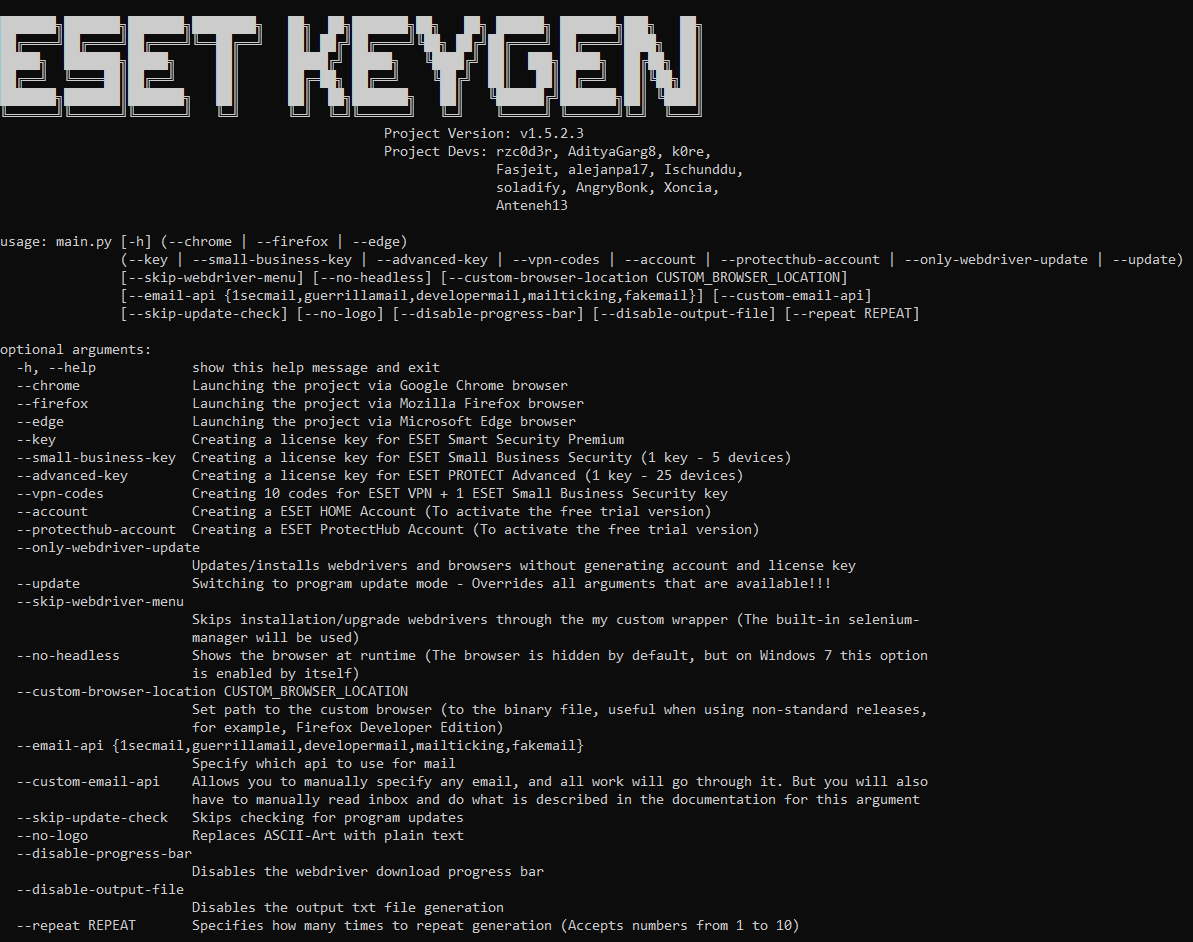 ESET KEYGEN
Project Version: v1.5.2.3
Project Devs: rzc0d3r, AdityaGarg8, k0re,
Fasjeit, alejanpa17, Ischunddu,
soladify, AngryBonk, Xoncia,
Anteneh13
usage: main.py [-h] (--chrome | --firefox | --edge)
(--key | --small-business-key | --advanced-key | --vpn-codes | --account | --protecthub-account | --only-webdriver-update | --update)
[--skip-webdriver-menu] [--no-headless] [--custom-browser-location CUSTOM_BROWSER_LOCATION]
[--email-api {1secmail,guerrillamail,developermail,mailticking,fakemail}] [--custom-email-api]
[--skip-update-check] [--no-logo] [--disable-progress-bar] [--disable-output-file] [--repeat REPEAT]
optional arguments:
-h, --help show this help message and exit
--chrome Launching the project via Google Chrome browser
--firefox Launching the project via Mozilla Firefox browser
--edge Launching the project via Microsoft Edge browser
--key Creating a license key for ESET Smart Security Premium
--small-business-key Creating a license key for ESET Small Business Security (1 key - 5 devices)
--advanced-key Creating a license key for ESET PROTECT Advanced (1 key - 25 devices)
--vpn-codes Creating 10 codes for ESET VPN + 1 ESET Small Business Security key
--account Creating a ESET HOME Account (To activate the free trial version)
--protecthub-account Creating a ESET ProtectHub Account (To activate the free trial version)
--only-webdriver-update
Updates/installs webdrivers and browsers without generating account and license key
--update Switching to program update mode - Overrides all arguments that are available!!!
--skip-webdriver-menu
Skips installation/upgrade webdrivers through the my custom wrapper (The built-in selenium-
manager will be used)
--no-headless Shows the browser at runtime (The browser is hidden by default, but on Windows 7 this option
is enabled by itself)
--custom-browser-location CUSTOM_BROWSER_LOCATION
Set path to the custom browser (to the binary file, useful when using non-standard releases,
for example, Firefox Developer Edition)
--email-api {1secmail,guerrillamail,developermail,mailticking,fakemail}
Specify which api to use for mail
--custom-email-api Allows you to manually specify any email, and all work will go through it. But you will also
have to manually read inbox and do what is described in the documentation for this argument
--skip-update-check Skips checking for program updates
--no-logo Replaces ASCII-Art with plain text
--disable-progress-bar
Disables the webdriver download progress bar
--disable-output-file
Disables the output txt file generation
--repeat REPEAT Specifies how many times to repeat generation (Accepts numbers from 1 to 10)